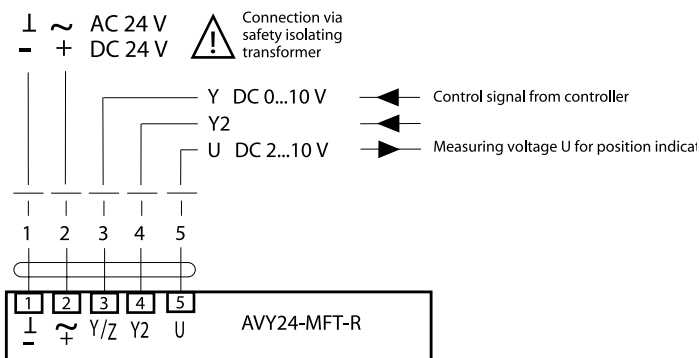 ⊥ ~ AC 24 V
- + DC 24 V
! Connection via
safety isolating
transformer
Y DC 0...10 V Control signal from controller
Y2
U DC 2...10 V Measuring voltage U for position indicat
1 2 3 4 5
1 2 3 4 5
⊥ ~+ Y/Z Y2 U
AVY24-MFT-R